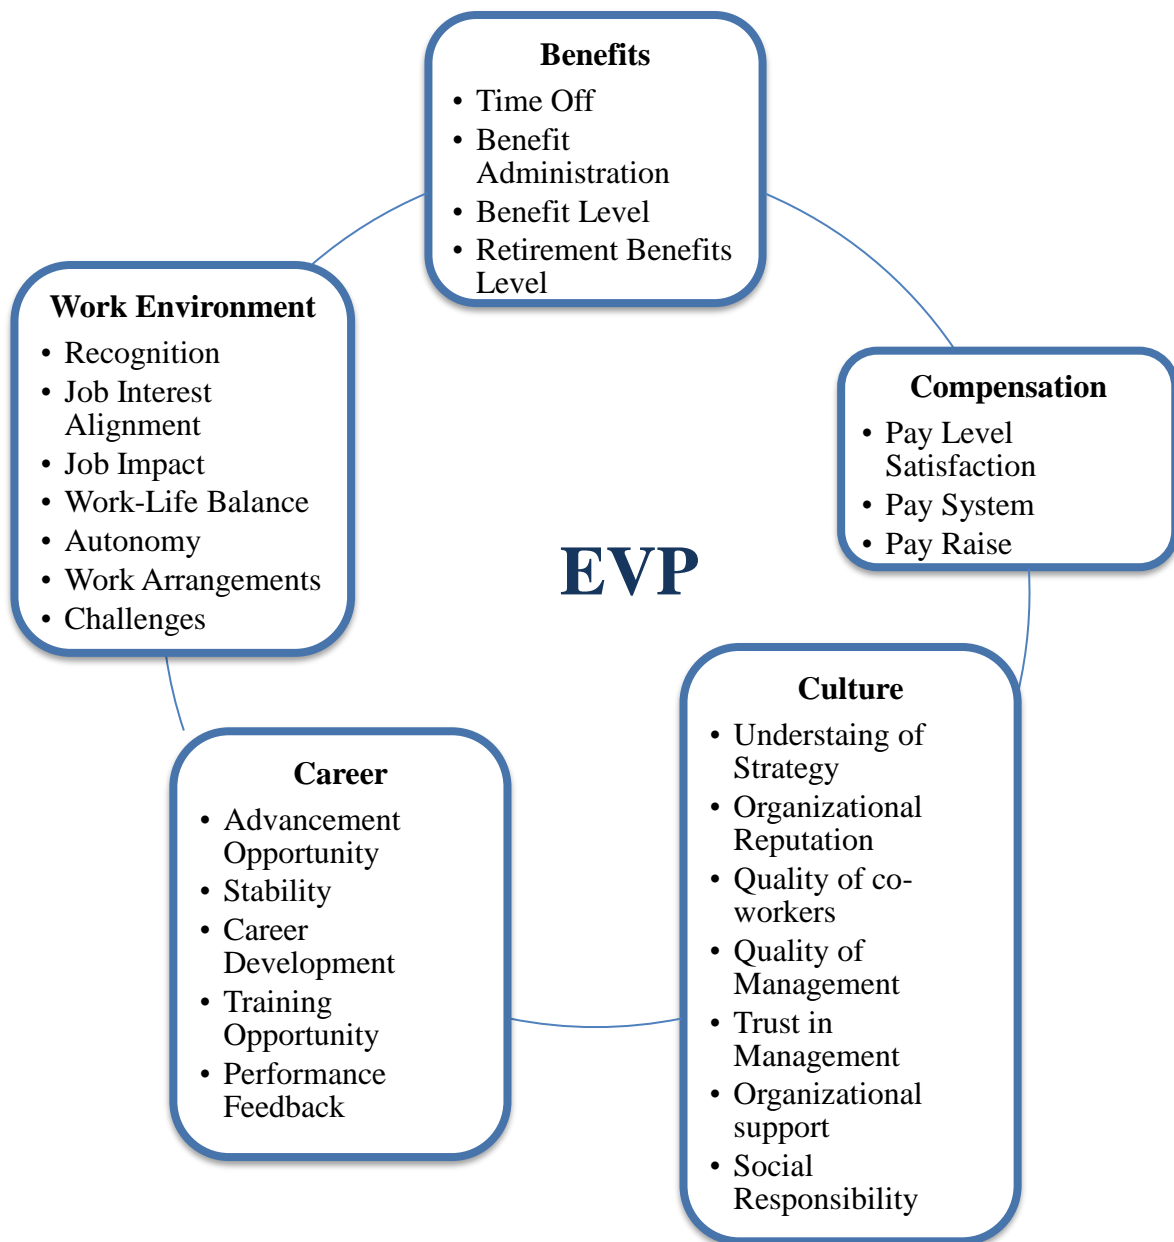 Benefits
• Time Off
• Benefit
Administration
• Benefit Level
• Retirement Benefits
Level
Work Environment
• Recognition
• Job Interest
Alignment
• Job Impact
• Work-Life Balance
• Autonomy
• Work Arrangements
• Challenges
Compensation
• Pay Level
Satisfaction
• Pay System
• Pay Raise
EVP
Culture
• Understaing of
Strategy
• Organizational
Reputation
• Quality of co-
workers
• Quality of
Management
• Trust in
Management
• Organizational
support
• Social
Responsibility
Career
• Advancement
Opportunity
• Stability
• Career
Development
• Training
Opportunity
• Performance
Feedback